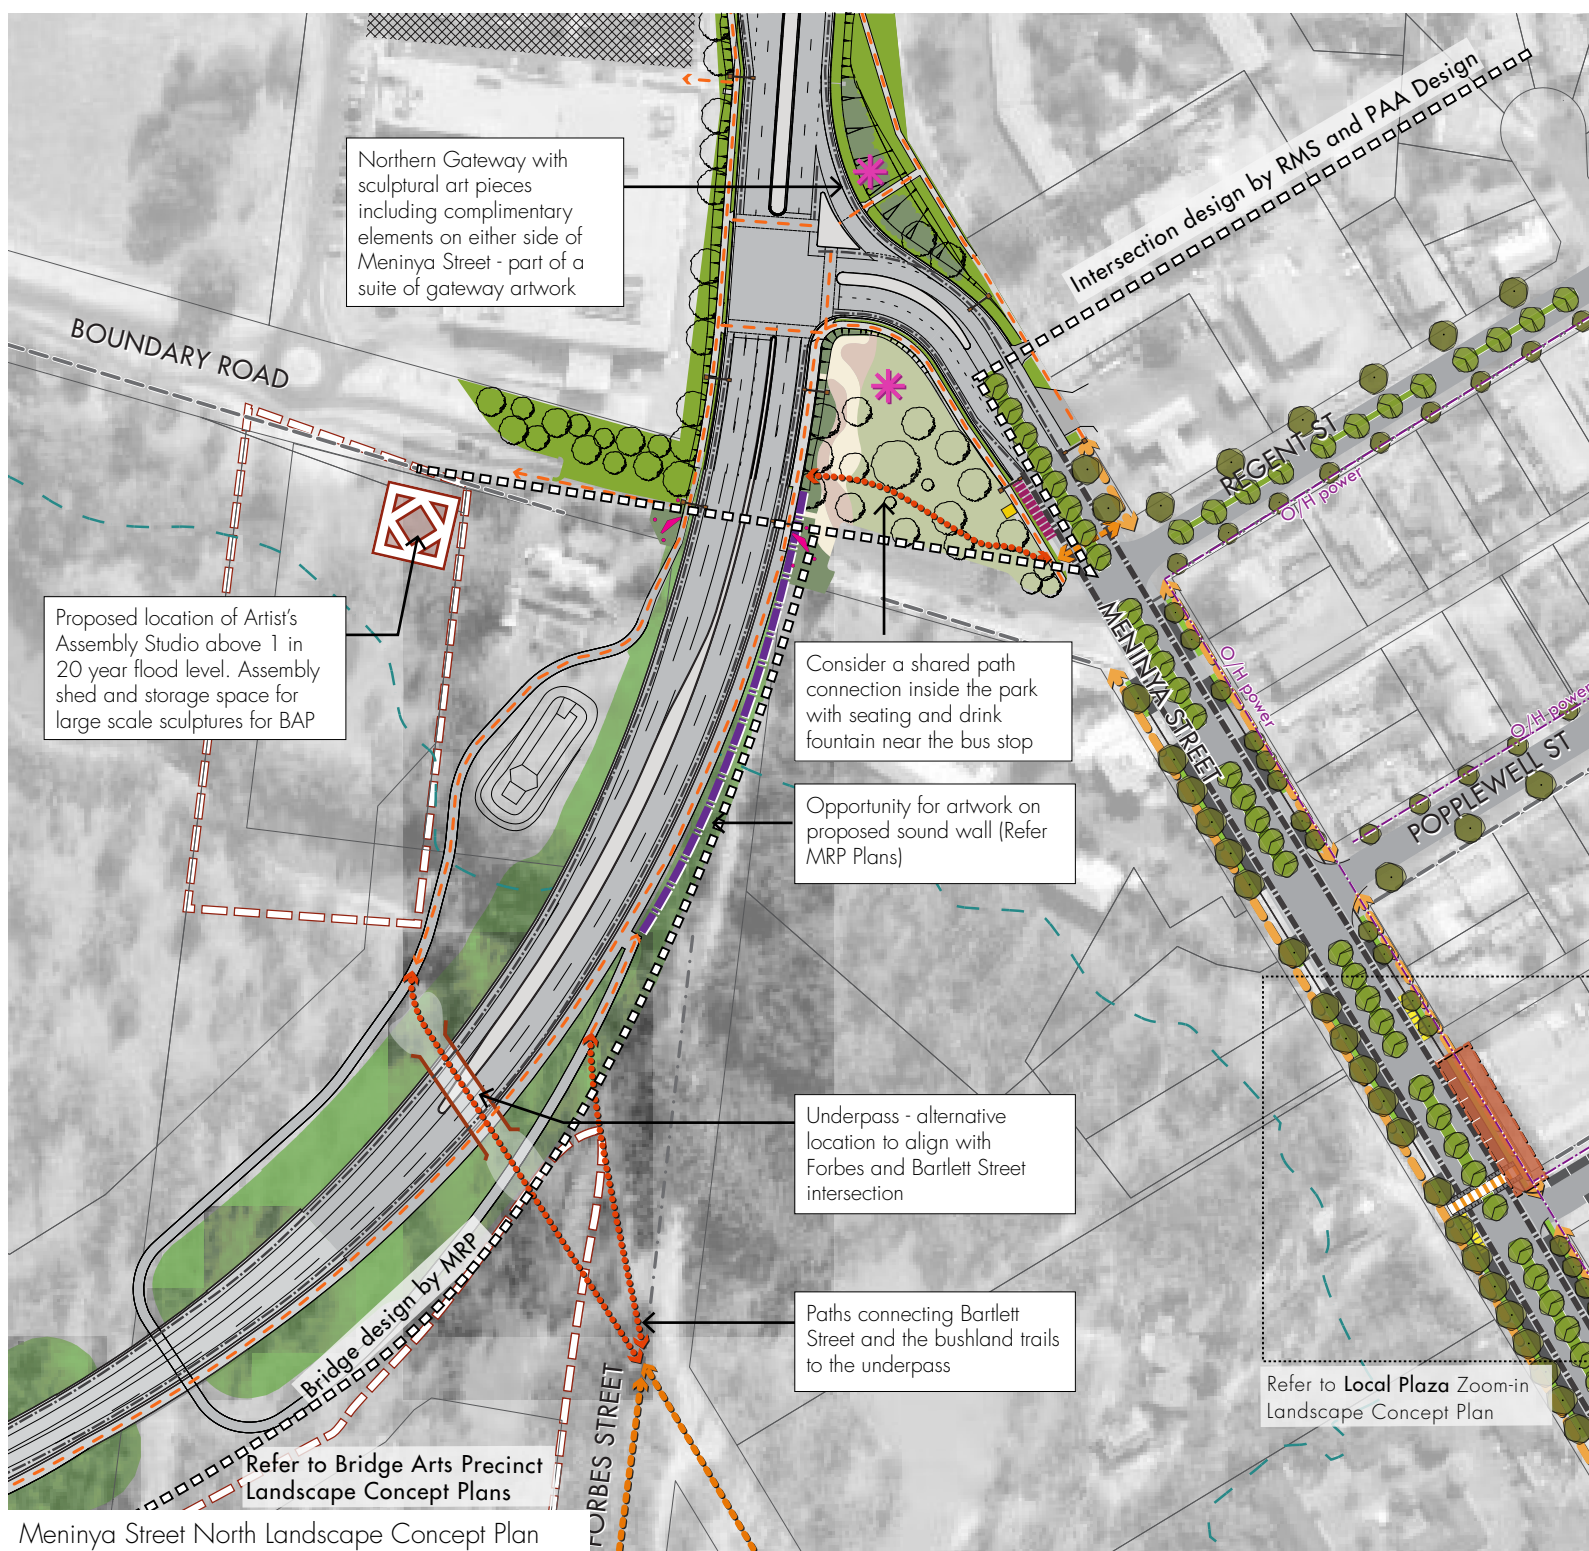 Intersection design by RMS and PAA Design
Northern Gateway with
sculptural art pieces
including complimentary
elements on either side of
Meninya Street - part of a
suite of gateway artwork
BOUNDARY ROAD
REGENT ST
O/H power
Proposed location of Artist's
Assembly Studio above 1 in
20 year flood level. Assembly
shed and storage space for
large scale sculptures for BAP
MENINYA STREET
O/H power
O/H power
POPPLEWELL ST
Consider a shared path
connection inside the park
with seating and drink
fountain near the bus stop
Opportunity for artwork on
proposed sound wall (Refer
MRP Plans)
Underpass - alternative
location to align with
Forbes and Bartlett Street
intersection
Bridge design by MRP
Paths connecting Bartlett
Street and the bushland trails
to the underpass
FORBES STREET
Refer to Local Plaza Zoom-in
Landscape Concept Plan
Refer to Bridge Arts Precinct
Landscape Concept Plans
Meninya Street North Landscape Concept Plan